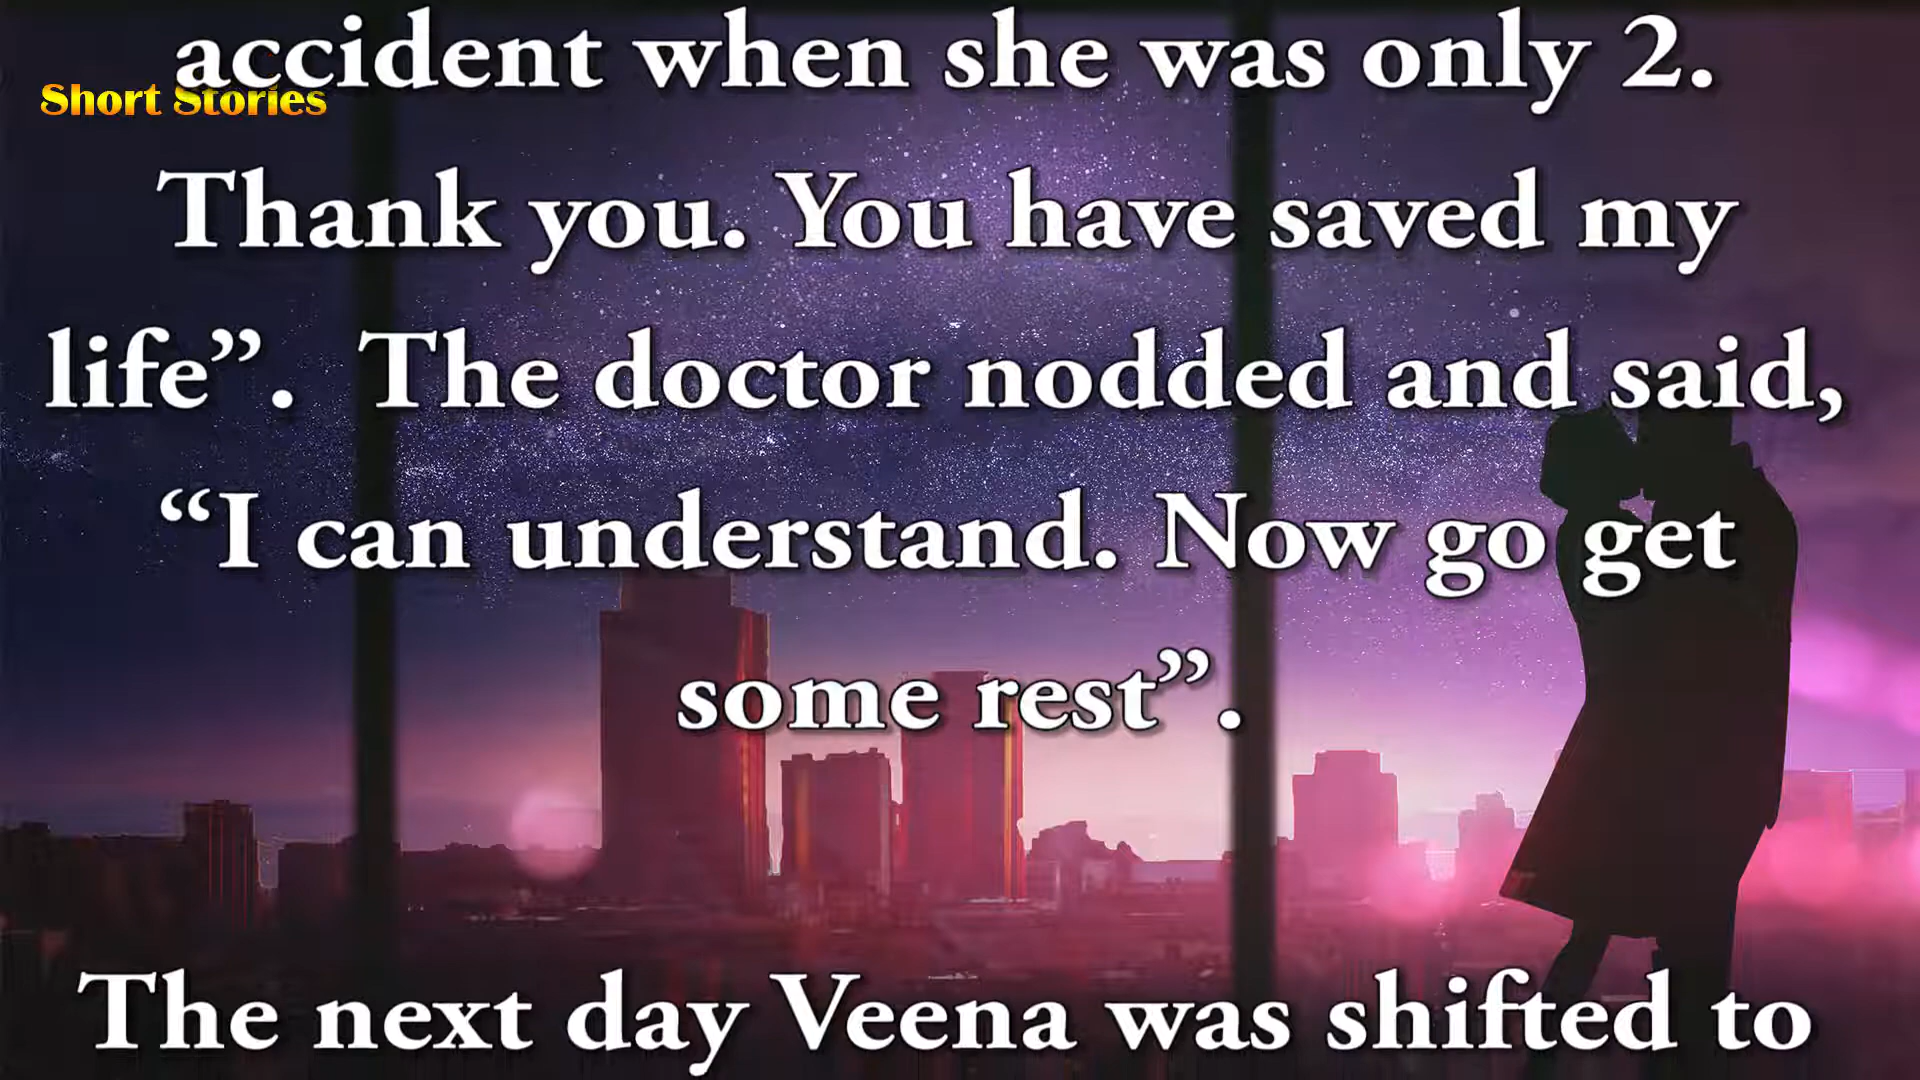 accident when she was only 2.
Short Stories
Thank you. You have saved my
life”.  The doctor nodded and said,
“I can understand. Now go get
some rest”.
The next day Veena was shifted to